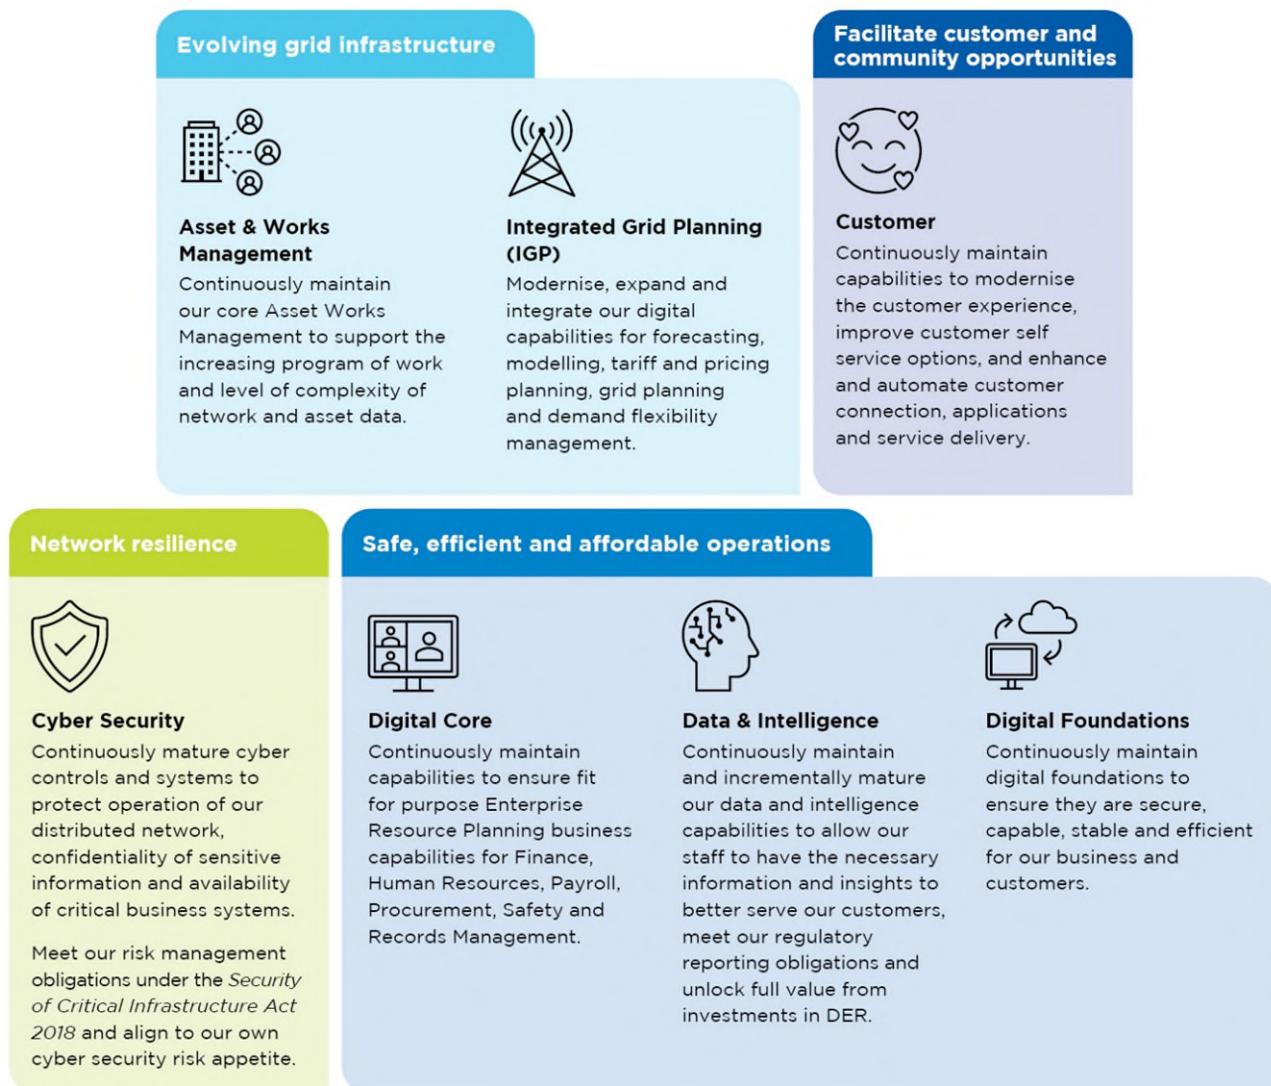 Evolving grid infrastructure
Asset & Works
Management
Continuously maintain
our core Asset Works
Management to support the
increasing program of work
and level of complexity of
network and asset data.
Integrated Grid Planning
(IGP)
Modernise, expand and
integrate our digital
capabilities for forecasting,
modelling, tariff and pricing
planning, grid planning
and demand flexibility
management.
Facilitate customer and
community opportunities
Customer
Continuously maintain
capabilities to modernise
the customer experience,
improve customer self
service options, and enhance
and automate customer
connection, applications
and service delivery.
Network resilience
Cyber Security
Continuously mature cyber
controls and systems to
protect operation of our
distributed network,
confidentiality of sensitive
information and availability
of critical business systems.
Meet our risk management
obligations under the Security
of Critical Infrastructure Act
2018 and align to our own
cyber security risk appetite.
Safe, efficient and affordable operations
Digital Core
Continuously maintain
capabilities to ensure fit
for purpose Enterprise
Resource Planning business
capabilities for Finance,
Human Resources, Payroll,
Procurement, Safety and
Records Management.
Data & Intelligence
Continuously maintain
and incrementally mature
our data and intelligence
capabilities to allow our
staff to have the necessary
information and insights to
better serve our customers,
meet our regulatory
reporting obligations and
unlock full value from
investments in DER.
Digital Foundations
Continuously maintain
digital foundations to
ensure they are secure,
capable, stable and efficient
for our business and
customers.